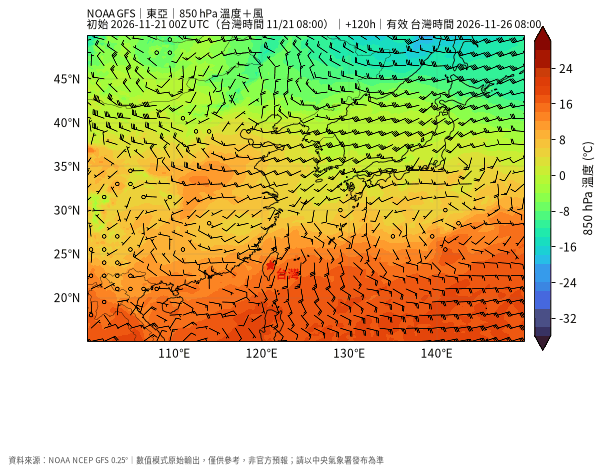 NOAA GFS｜東亞｜850 hPa 溫度＋風
初始 2026-11-21 00Z UTC（台灣時間 11/21 08:00）｜+120h｜有效 台灣時間 2026-11-26 08:00
45°N
40°N
35°N
30°N
25°N
20°N
110°E
120°E
130°E
140°E
台灣
24
16
8
0
-8
-16
-24
-32
850 hPa 溫度 (°C)
資料來源：NOAA NCEP GFS 0.25°｜數值模式原始輸出，僅供參考，非官方預報；請以中央氣象署發布為準